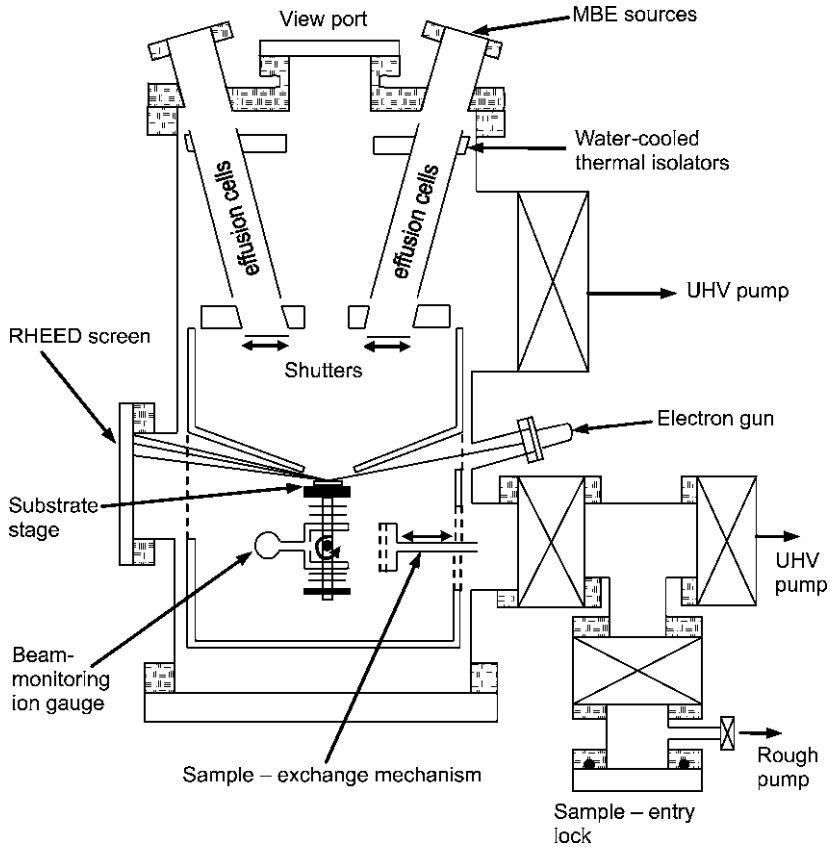 View port
MBE sources
Water-cooled
thermal isolators
effusion cells
effusion cells
UHV pump
RHEED screen
Shutters
Electron gun
Substrate
stage
UHV
pump
Beam-
monitoring
ion gauge
Sample – exchange mechanism
Rough
pump
Sample – entry
lock